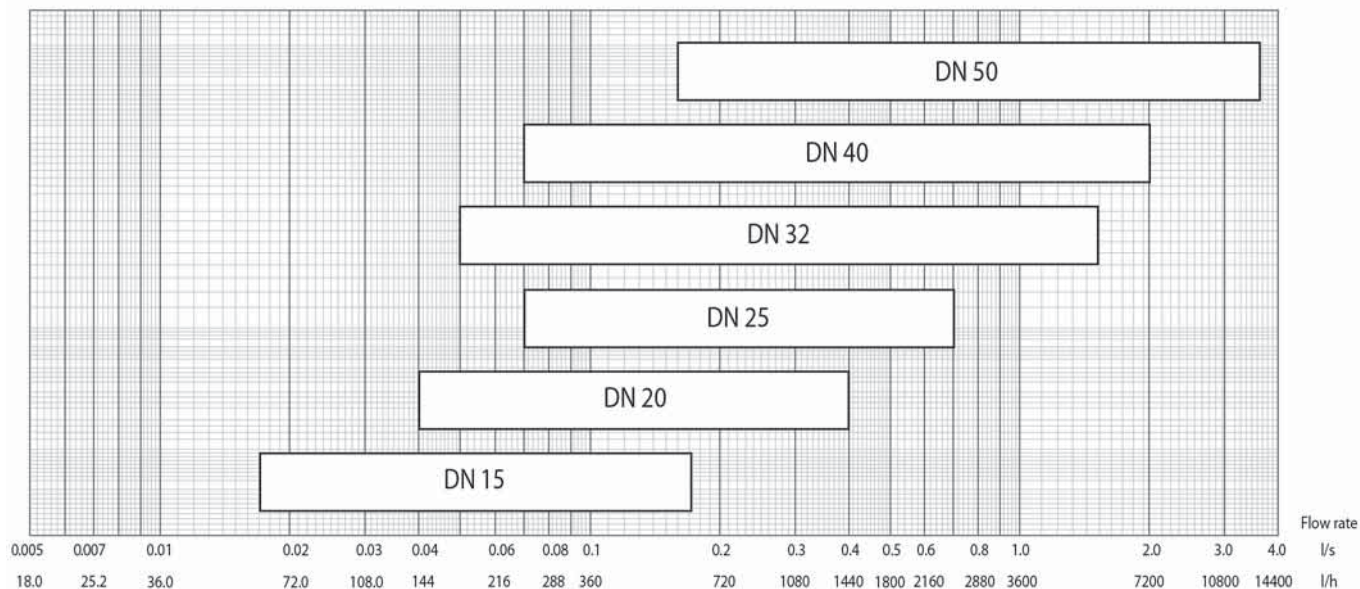 DN 50
DN 40
DN 32
DN 25
DN 20
DN 15
Flow rate
0.005 0.007 0.01 0.02 0.03 0.04 0.06 0.08 0.1 0.2 0.3 0.4 0.5 0.6 0.8 1.0 2.0 3.0 4.0 l/s
18.0 25.2 36.0 72.0 108.0 144 216 288 360 720 1080 1440 1800 2160 2880 3600 7200 10800 14400 l/h